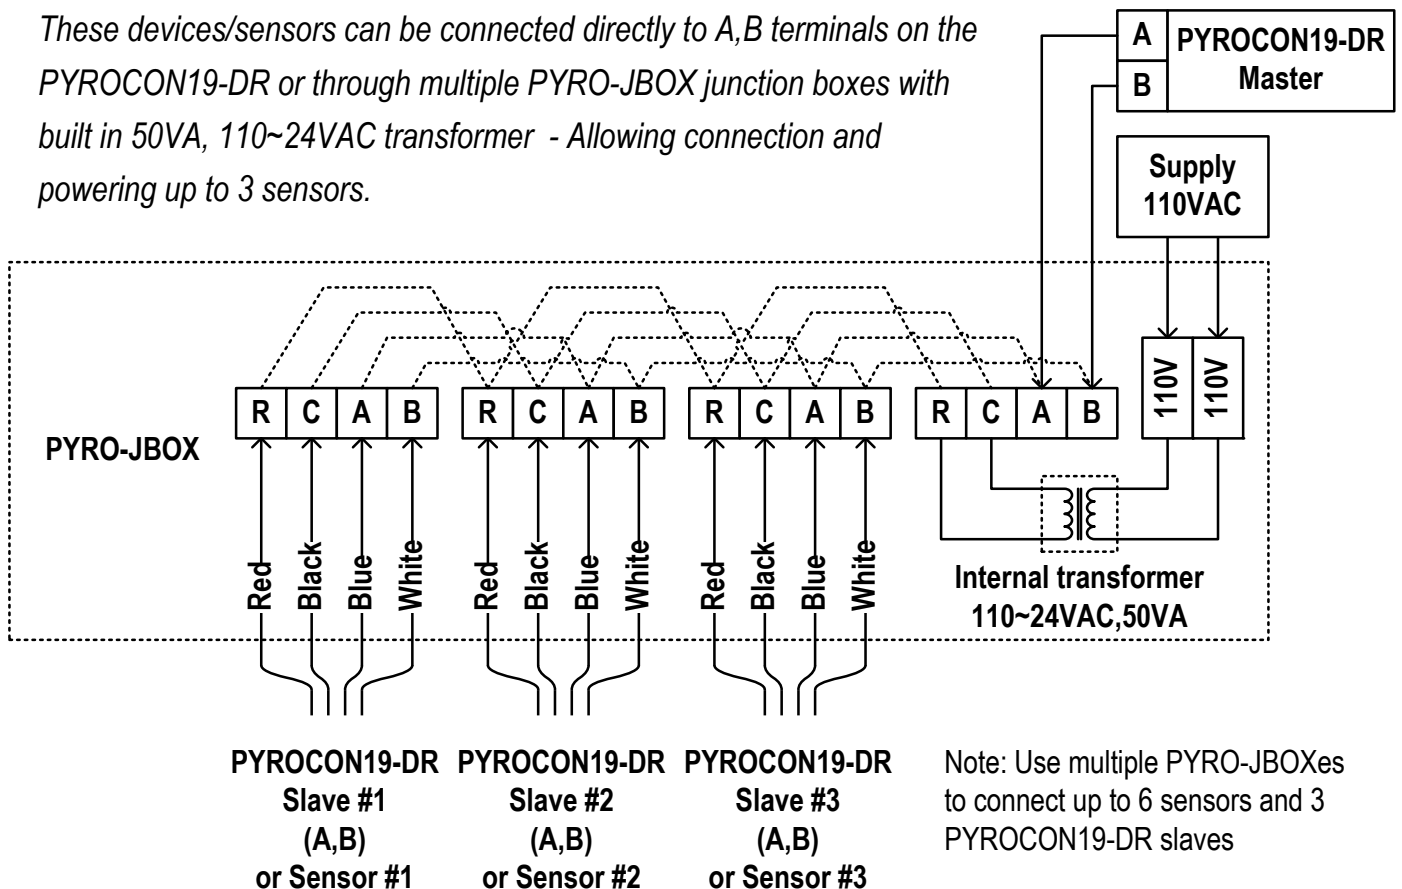 These devices/sensors can be connected directly to A,B terminals on the
PYROCON19-DR or through multiple PYRO-JBOX junction boxes with
built in 50VA, 110~24VAC transformer - Allowing connection and
powering up to 3 sensors.
A
B
PYROCON19-DR
Master
Supply
110VAC
PYRO-JBOX
R C A B R C A B R C A B R C A B 110V 110V
Red Black Blue White Red Black Blue White Red Black Blue White
Internal transformer
110~24VAC,50VA
PYROCON19-DR
Slave #1
(A,B)
or Sensor #1
PYROCON19-DR
Slave #2
(A,B)
or Sensor #2
PYROCON19-DR
Slave #3
(A,B)
or Sensor #3
Note: Use multiple PYRO-JBOXes
to connect up to 6 sensors and 3
PYROCON19-DR slaves